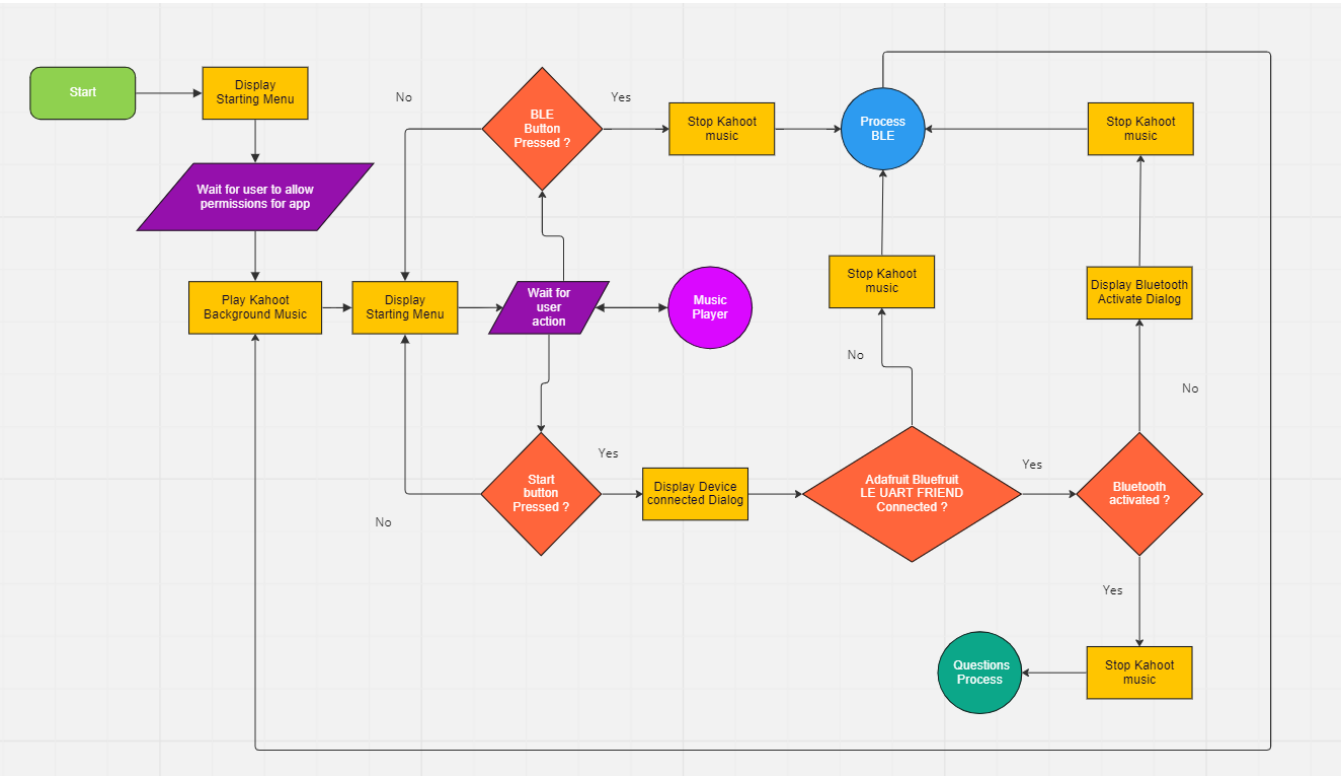 Start
Display
Starting Menu
Wait for user to allow
permissions for app
Play Kahoot
Background Music
Display
Starting Menu
Wait for
user
action
Music
Player
No
BLE
Button
Pressed ?
Yes
Stop Kahoot
music
Process
BLE
Stop Kahoot
music
Stop Kahoot
music
Display Bluetooth
Activate Dialog
No
No
Start
button
Pressed ?
Yes
No
Display Device
connected Dialog
Adafruit Bluefruit
LE UART FRIEND
Connected ?
Yes
Bluetooth
activated ?
Yes
Stop Kahoot
music
Questions
Process